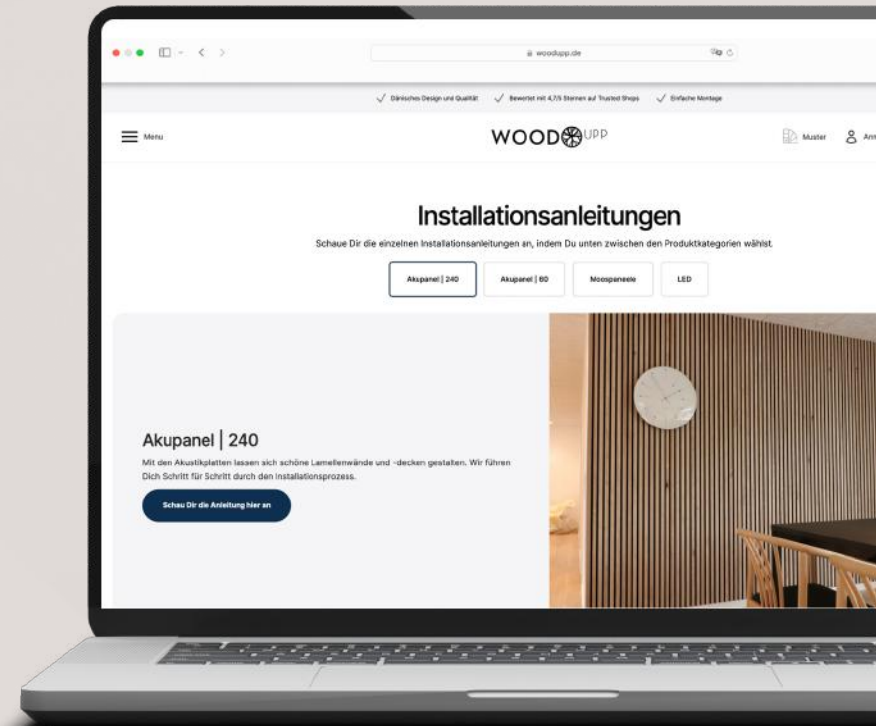 woodupp.de
Dänisches Design und Qualität
Bewertet mit 4,7/5 Sternen auf Trusted Shops
Einfache Montage
Menu
WOODUPP
Muster
Installationsanleitungen
Schaue Dir die einzelnen Installationsanleitungen an, indem Du unten zwischen den Produktkategorien wählst.
Akupanel | 240
Akupanel | 60
Moospaneele
LED
Akupanel | 240
Mit den Akustikplatten lassen sich schöne Lamellenwände und -decken gestalten. Wir führen
Dich Schritt für Schritt durch den Installationsprozess.
Schau Dir die Anleitung hier an